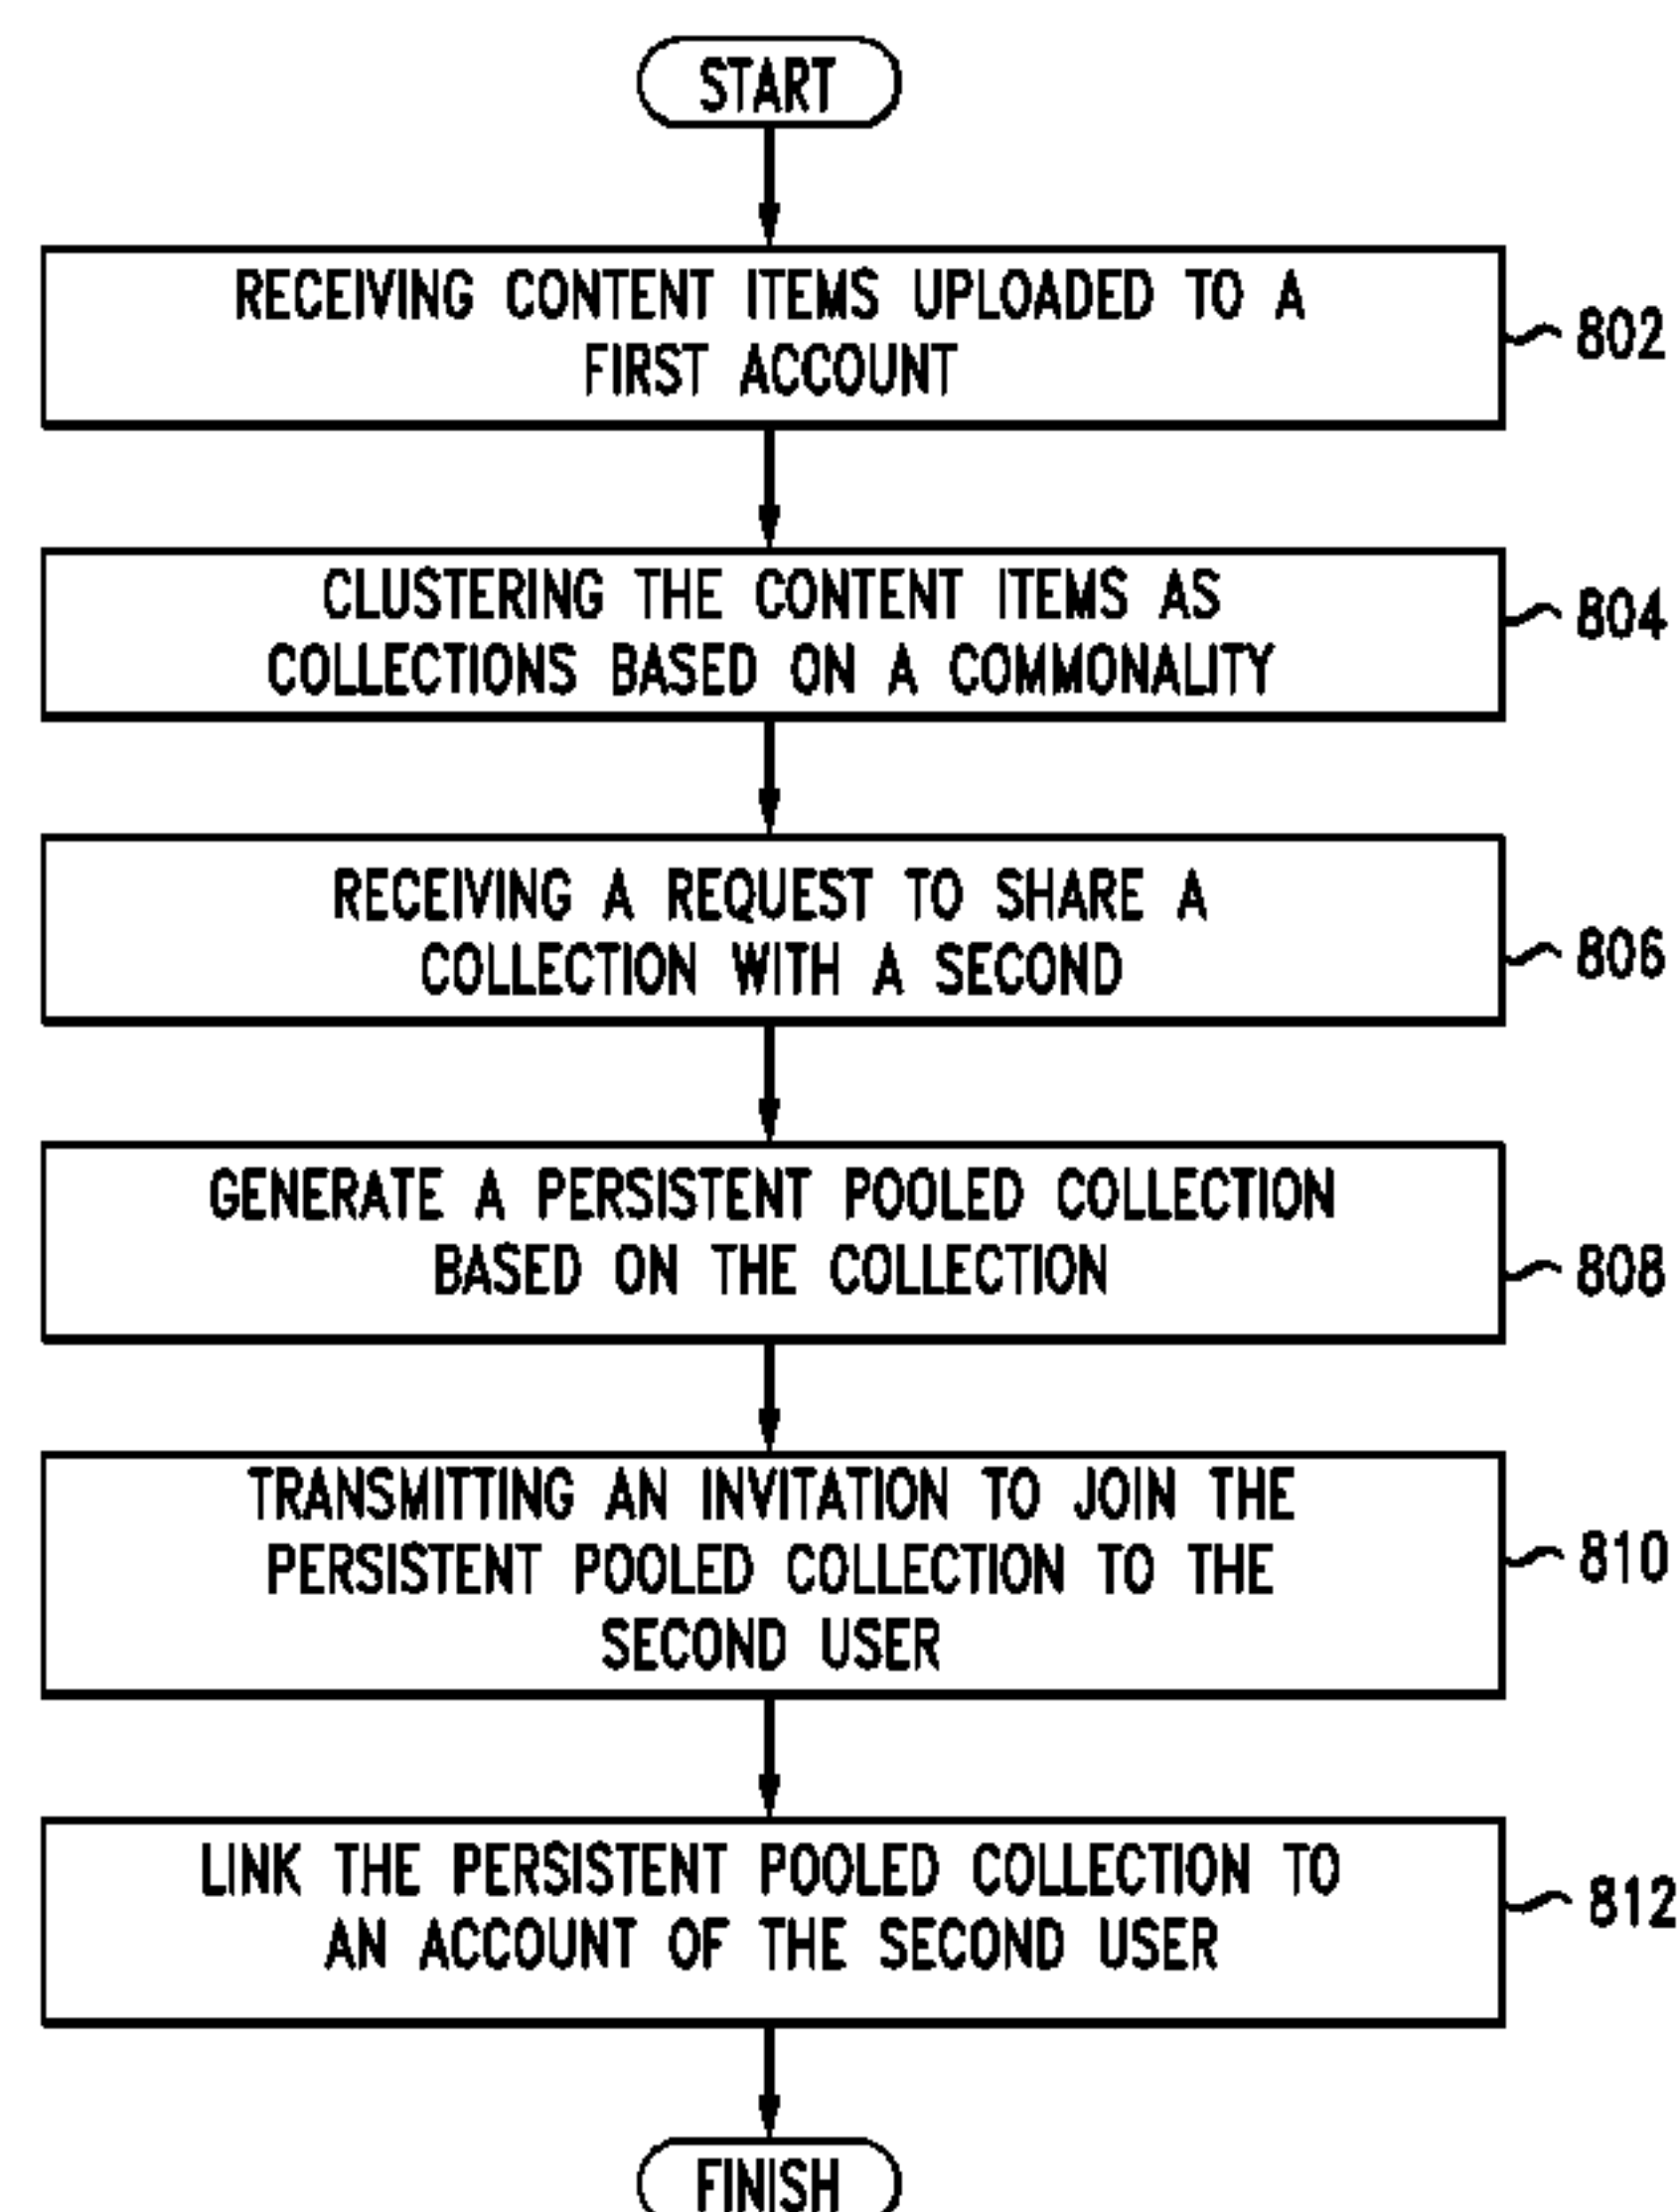 START
RECEIVING CONTENT ITEMS UPLOADED TO A
FIRST ACCOUNT
802
CLUSTERING THE CONTENT ITEMS AS
COLLECTIONS BASED ON A COMMONALITY
804
RECEIVING A REQUEST TO SHARE A
COLLECTION WITH A SECOND
806
GENERATE A PERSISTENT POOLED COLLECTION
BASED ON THE COLLECTION
808
TRANSMITTING AN INVITATION TO JOIN THE
PERSISTENT POOLED COLLECTION TO THE
SECOND USER
810
LINK THE PERSISTENT POOLED COLLECTION TO
AN ACCOUNT OF THE SECOND USER
812
FINISH